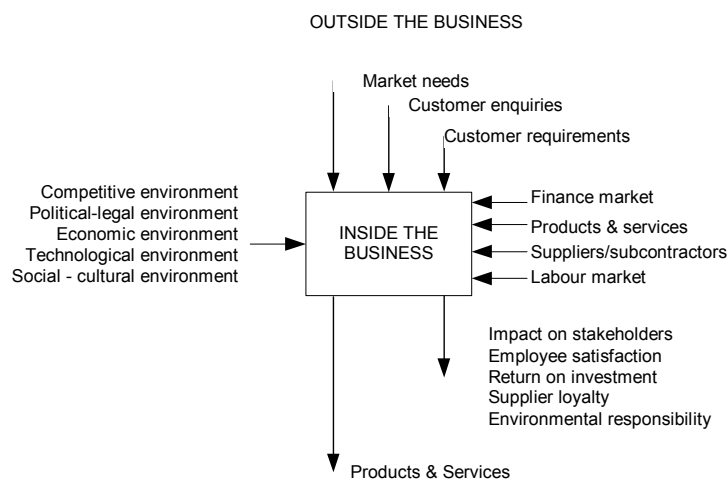 OUTSIDE THE BUSINESS
Market needs
Customer enquiries
Customer requirements
Competitive environment
Political-legal environment
Economic environment
Technological environment
Social - cultural environment
INSIDE THE
BUSINESS
Finance market
Products & services
Suppliers/subcontractors
Labour market
Impact on stakeholders
Employee satisfaction
Return on investment
Supplier loyalty
Environmental responsibility
Products & Services